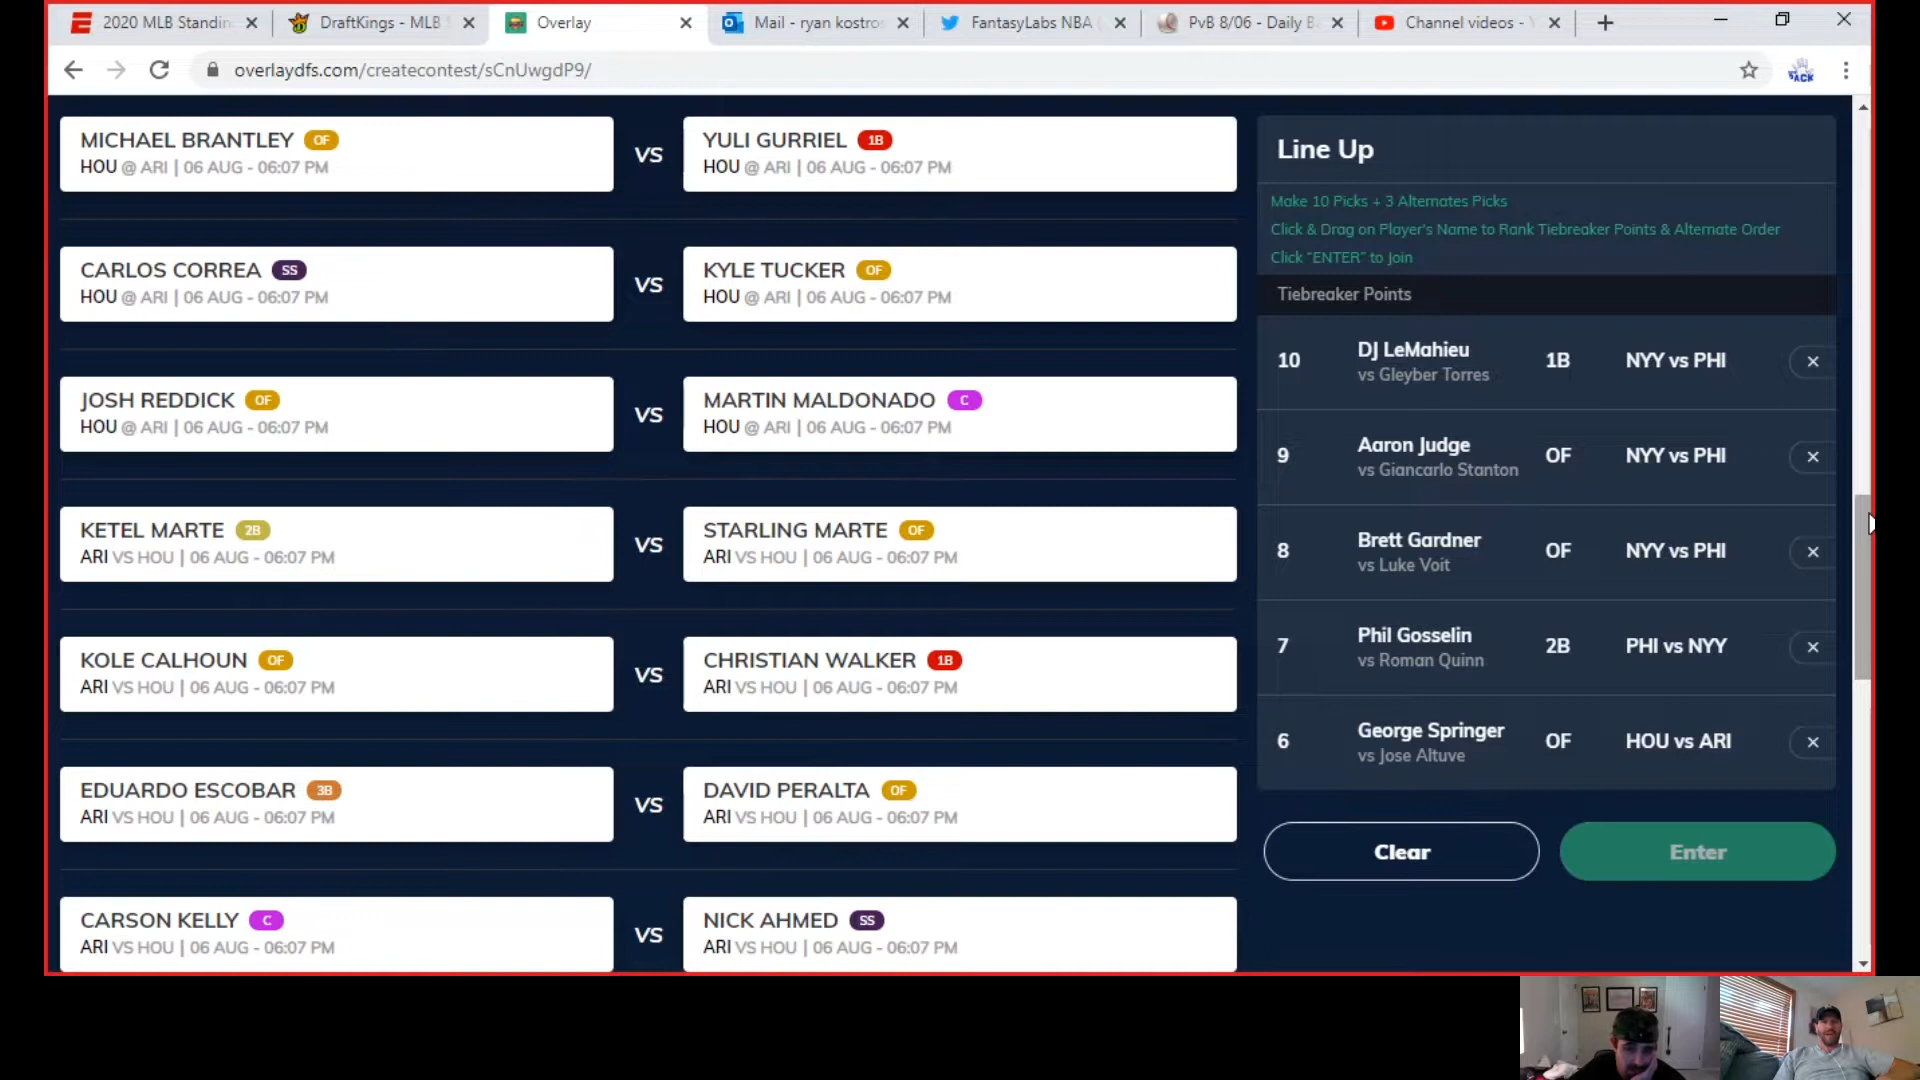 2020 MLB Standin
DraftKings - MLB
Overlay
Mail - ryan kostros
FantasyLabs NBA
PvB 8/06 - Daily B
Channel videos -
overlaydfs.com/createcontest/sCnUwgdP9/
MICHAEL BRANTLEY OF
HOU @ ARI | 06 AUG - 06:07 PM
VS
YULI GURRIEL 1B
HOU @ ARI | 06 AUG - 06:07 PM
CARLOS CORREA SS
HOU @ ARI | 06 AUG - 06:07 PM
VS
KYLE TUCKER OF
HOU @ ARI | 06 AUG - 06:07 PM
JOSH REDDICK OF
HOU @ ARI | 06 AUG - 06:07 PM
VS
MARTIN MALDONADO C
HOU @ ARI | 06 AUG - 06:07 PM
KETEL MARTE 2B
ARI VS HOU | 06 AUG - 06:07 PM
VS
STARLING MARTE OF
ARI VS HOU | 06 AUG - 06:07 PM
KOLE CALHOUN OF
ARI VS HOU | 06 AUG - 06:07 PM
VS
CHRISTIAN WALKER 1B
ARI VS HOU | 06 AUG - 06:07 PM
EDUARDO ESCOBAR 3B
ARI VS HOU | 06 AUG - 06:07 PM
VS
DAVID PERALTA OF
ARI VS HOU | 06 AUG - 06:07 PM
CARSON KELLY C
ARI VS HOU | 06 AUG - 06:07 PM
VS
NICK AHMED SS
ARI VS HOU | 06 AUG - 06:07 PM
Line Up
Make 10 Picks + 3 Alternates Picks
Click & Drag on Player's Name to Rank Tiebreaker Points & Alternate Order
Click "ENTER" to Join
Tiebreaker Points
10 DJ LeMahieu 1B NYY vs PHI
vs Gleyber Torres
9 Aaron Judge OF NYY vs PHI
vs Giancarlo Stanton
8 Brett Gardner OF NYY vs PHI
vs Luke Voit
7 Phil Gosselin 2B PHI vs NYY
vs Roman Quinn
6 George Springer OF HOU vs ARI
vs Jose Altuve
Clear
Enter